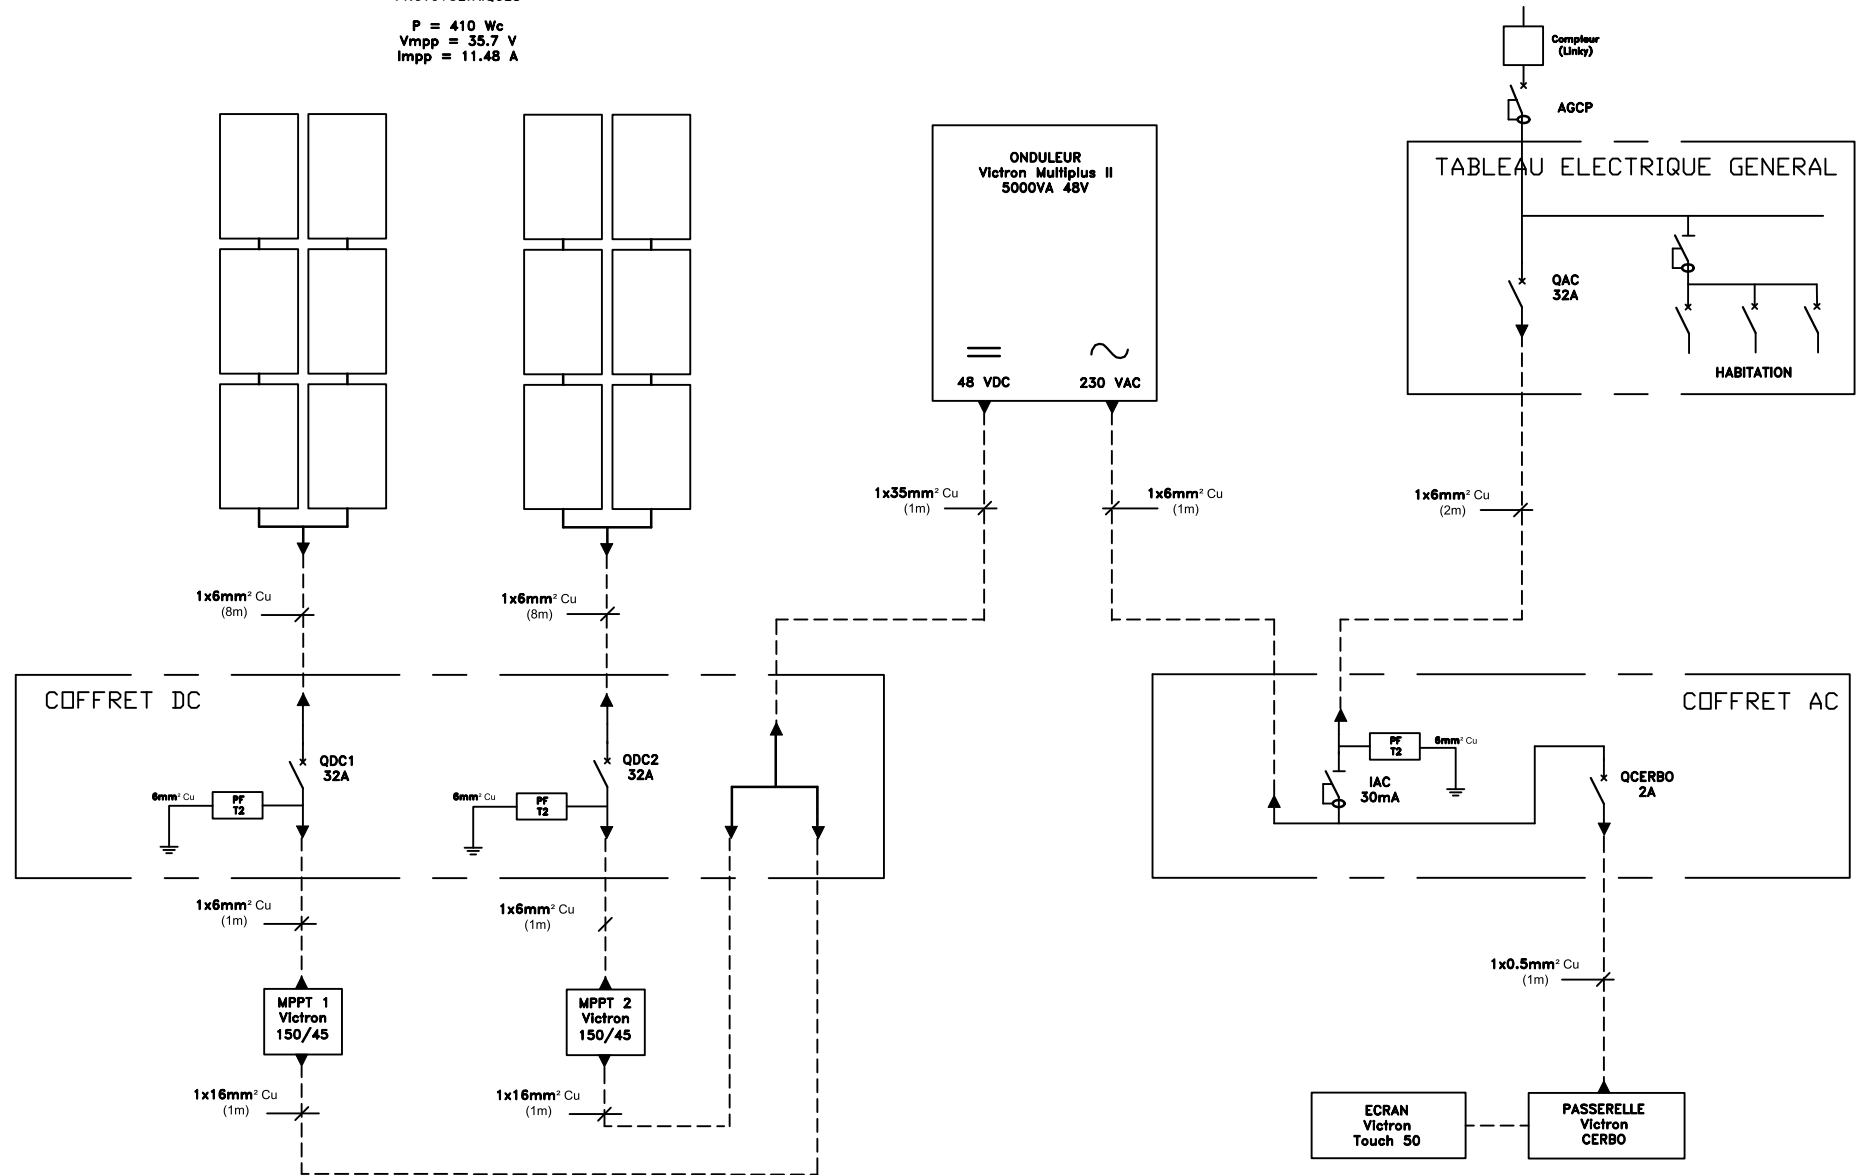 P = 410 Wc
Vmpp = 35.7 V
Impp = 11.48 A
Compteur
(Linky)
AGCP
ONDULEUR
Victron Multiplus II
5000VA 48V
48 VDC
230 VAC
TABLEAU ELECTRIQUE GENERAL
QAC
32A
HABITATION
1x35mm² Cu
(1m)
1x6mm² Cu
(1m)
1x6mm² Cu
(2m)
1x6mm² Cu
(8m)
1x6mm² Cu
(8m)
COFFRET DC
QDC1
32A
6mm² Cu
PF
T2
QDC2
32A
6mm² Cu
PF
T2
COFFRET AC
PF
T2
6mm² Cu
IAC
30mA
QCERBO
2A
1x6mm² Cu
(1m)
1x6mm² Cu
(1m)
1x0.5mm² Cu
(1m)
MPPT 1
Victron
150/45
MPPT 2
Victron
150/45
1x16mm² Cu
(1m)
1x16mm² Cu
(1m)
ECRAN
Victron
Touch 50
PASSERELLE
Victron
CERBO